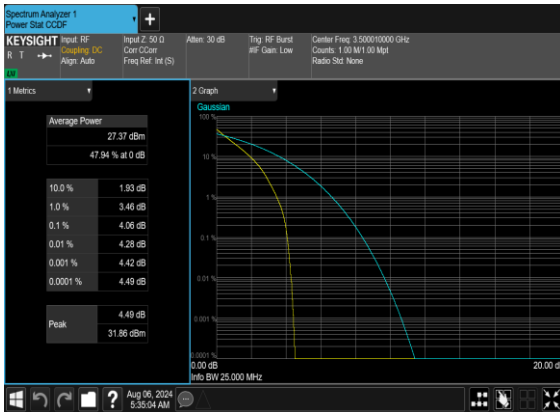 Spectrum Analyzer 1
Power Stat CCDF
+
KEYSIGHT
R T
LM
Input: RF
Coupling: DC
Align: Auto
Input Z: 50 Ω
Corr CCorr
Freq Ref: Int (S)
Atten: 30 dB
Trig: RF Burst
#IF Gain: Low
Center Freq: 3.500010000 GHz
Counts: 1.00 M/1.00 Mpt
Radio Std: None
1 Metrics
Average Power
27.37 dBm
47.94 % at 0 dB
10.0 % 1.93 dB
1.0 % 3.46 dB
0.1 % 4.06 dB
0.01 % 4.28 dB
0.001 % 4.42 dB
0.0001 % 4.49 dB
Peak
4.49 dB
31.86 dBm
2 Graph
Gaussian
100 %
10 %
1 %
0.1 %
0.01 %
0.001 %
0.0001 %
0.00 dB
20.00 d
Info BW 25.000 MHz
?
Aug 06, 2024
5:35:04 AM